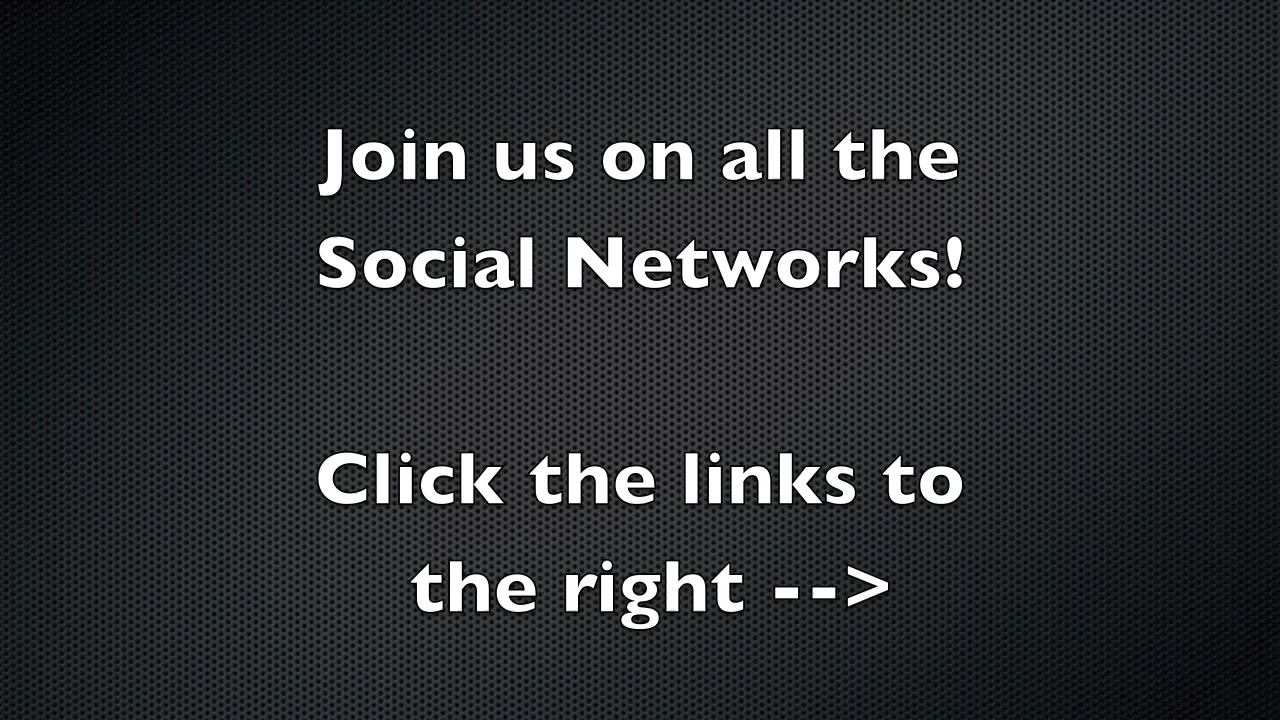 Join us on all the
Social Networks!
Click the links to
the right -->